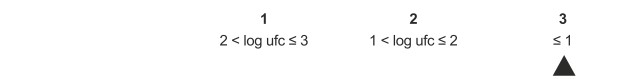 1 2 3
2 < log ufc ≤ 3 1 < log ufc ≤ 2 ≤ 1